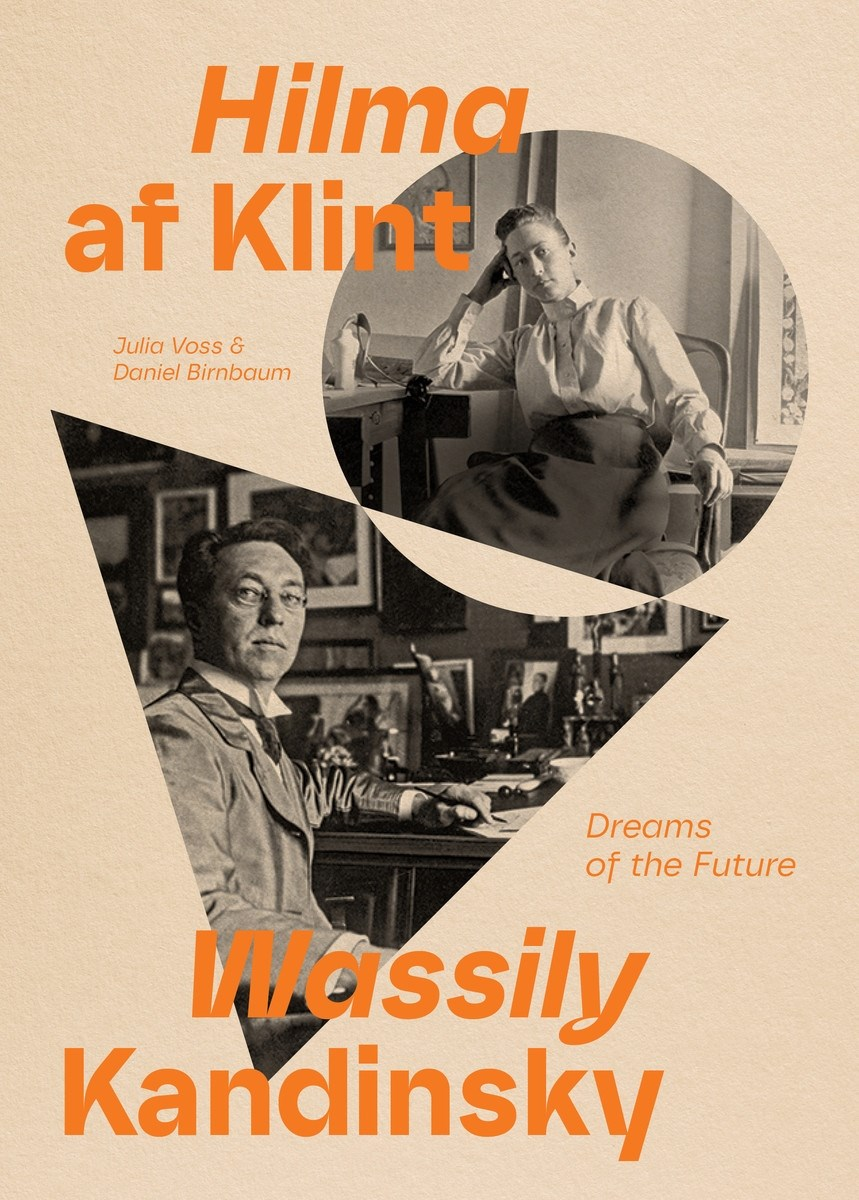 Hilma
af Klint
Julia Voss &
Daniel Birnbaum
Dreams
of the Future
Wassily
Kandinsky